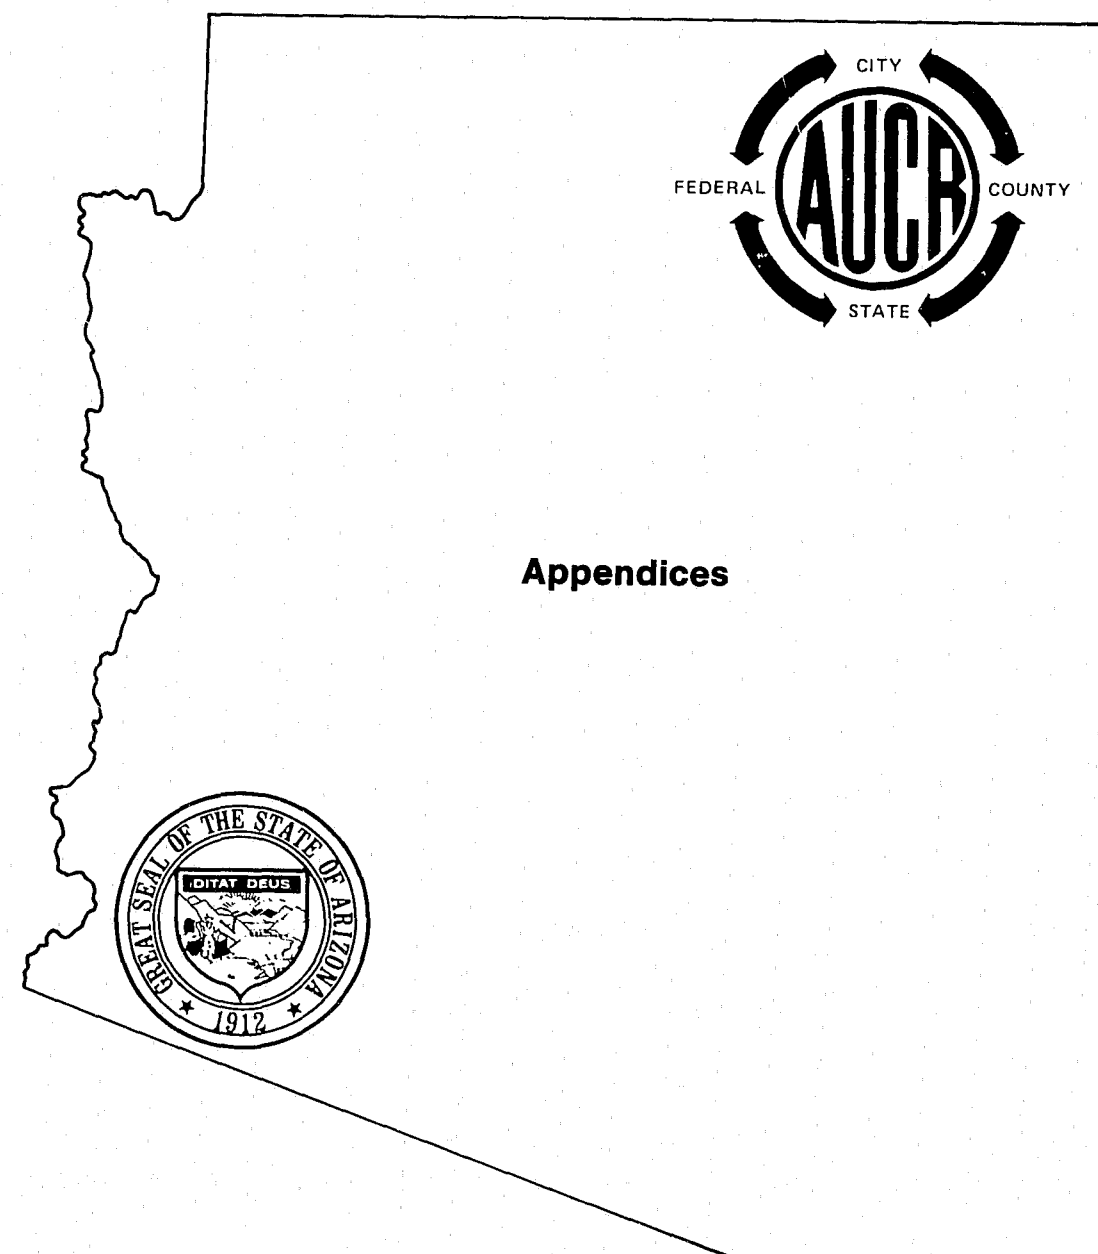 CITY
FEDERAL
AUCR
COUNTY
STATE
Appendices
GREAT SEAL OF THE STATE OF ARIZONA
DITAT DEUS
1912